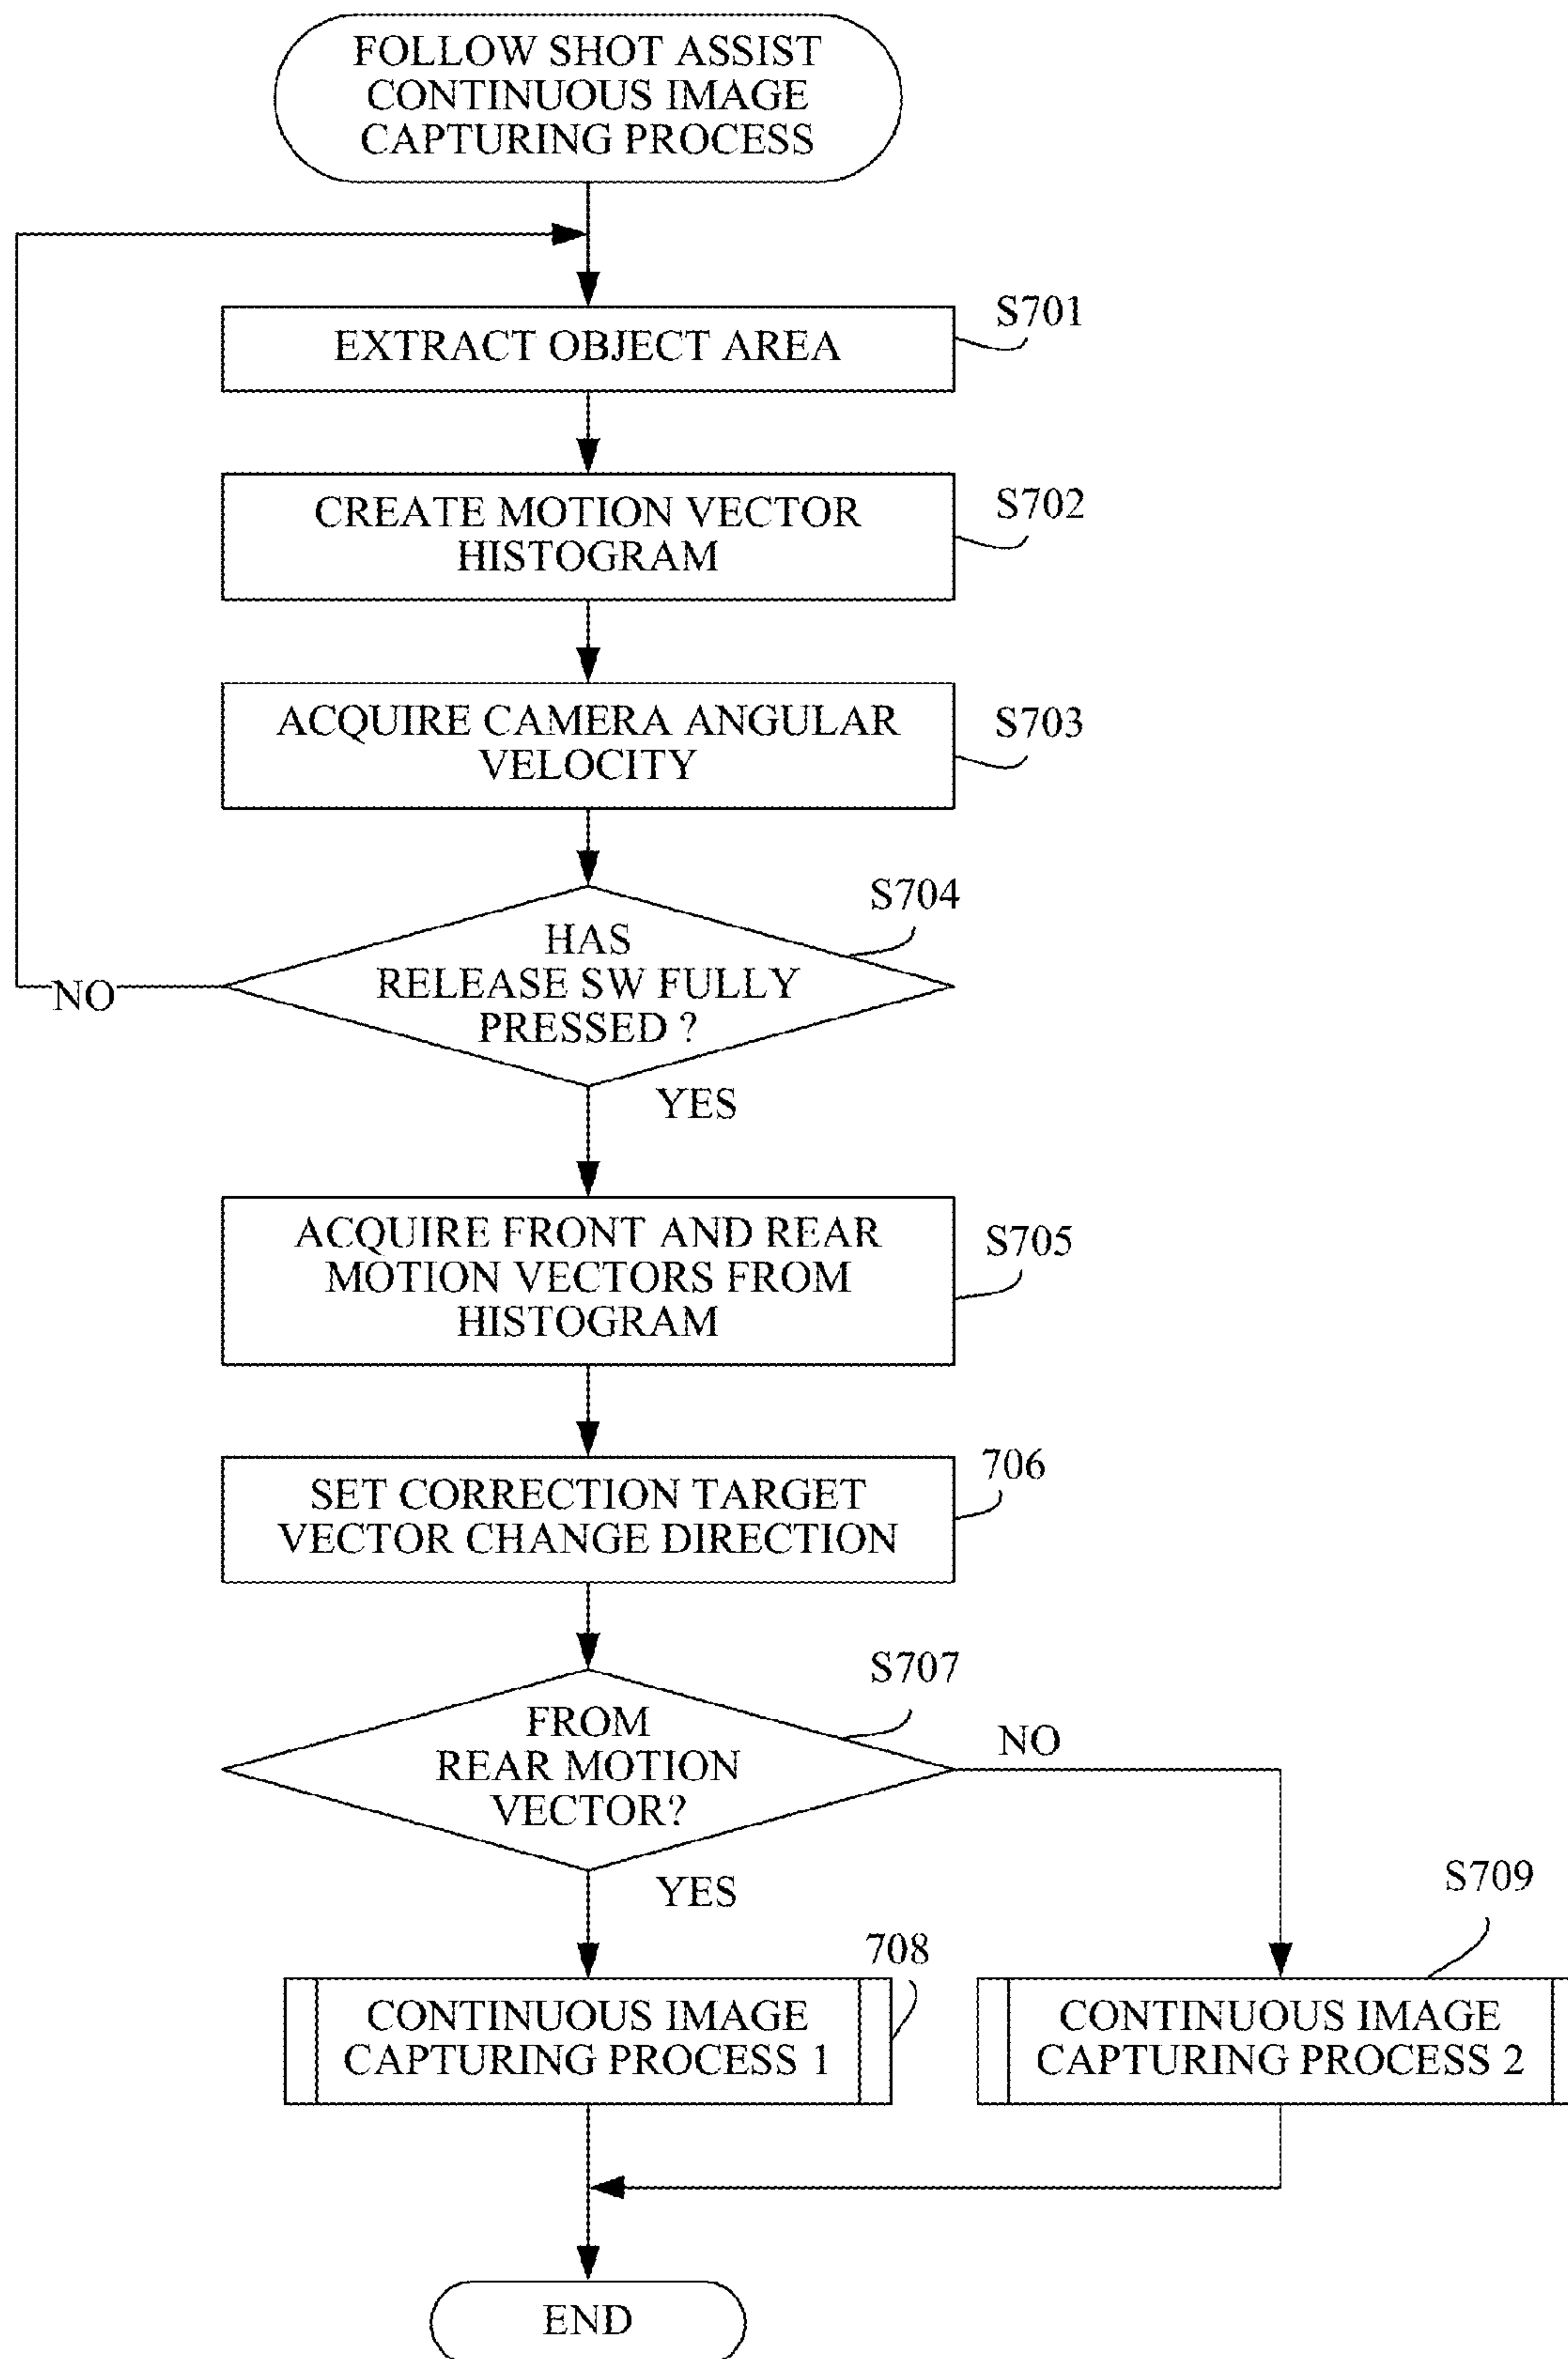 FOLLOW SHOT ASSIST
CONTINUOUS IMAGE
CAPTURING PROCESS
S701
EXTRACT OBJECT AREA
S702
CREATE MOTION VECTOR
HISTOGRAM
S703
ACQUIRE CAMERA ANGULAR
VELOCITY
S704
HAS
RELEASE SW FULLY
PRESSED ?
NO
YES
S705
ACQUIRE FRONT AND REAR
MOTION VECTORS FROM
HISTOGRAM
706
SET CORRECTION TARGET
VECTOR CHANGE DIRECTION
S707
FROM
REAR MOTION
VECTOR?
NO
YES
708
CONTINUOUS IMAGE
CAPTURING PROCESS 1
S709
CONTINUOUS IMAGE
CAPTURING PROCESS 2
END